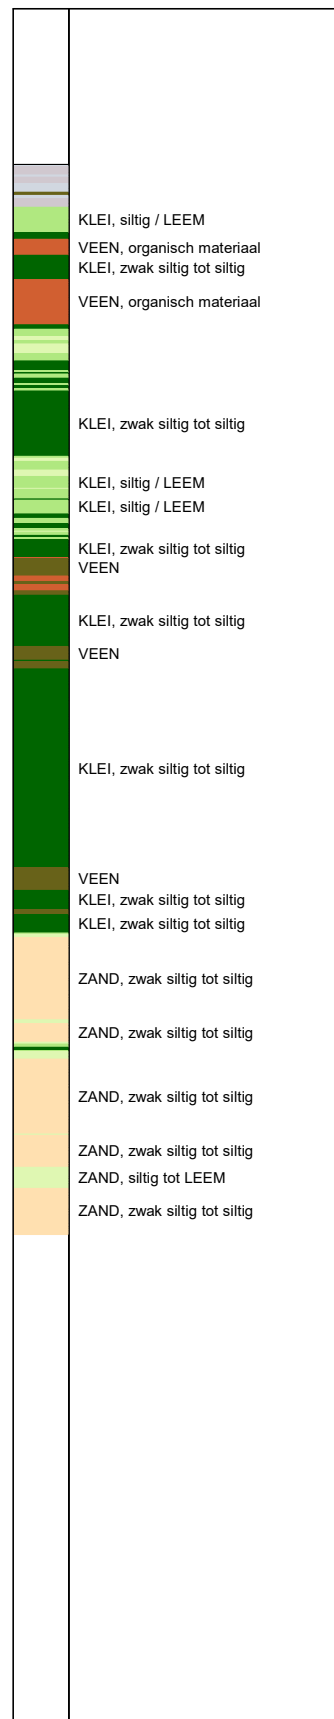 KLEI, siltig / LEEM
VEEN, organisch materiaal
KLEI, zwak siltig tot siltig
VEEN, organisch materiaal
KLEI, zwak siltig tot siltig
KLEI, siltig / LEEM
KLEI, siltig / LEEM
KLEI, zwak siltig tot siltig
VEEN
KLEI, zwak siltig tot siltig
VEEN
KLEI, zwak siltig tot siltig
VEEN
KLEI, zwak siltig tot siltig
KLEI, zwak siltig tot siltig
ZAND, zwak siltig tot siltig
ZAND, zwak siltig tot siltig
ZAND, zwak siltig tot siltig
ZAND, zwak siltig tot siltig
ZAND, siltig tot LEEM
ZAND, zwak siltig tot siltig